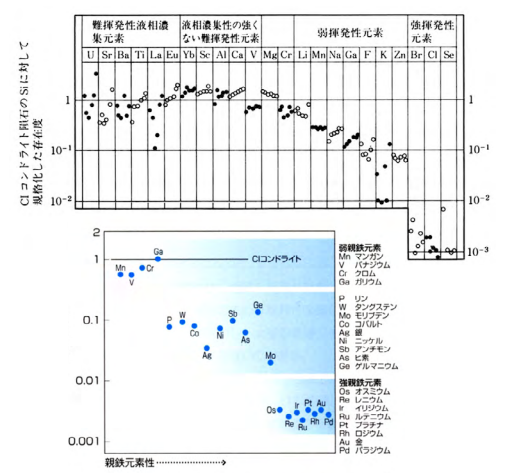 難揮発性液相濃集元素
液相濃集性の強くない難揮発性元素
弱揮発性元素
強揮発性元素
U Sr Ba Ti La Eu Yb Sc Al Ca V Mg Cr Li Mn Na Ga F K Zn Br Cl Se
CIコンドライト隕石のSiに対して
規格化した存在度
1
10⁻¹
10⁻²
1
10⁻¹
10⁻²
10⁻³
2
1
0.1
0.01
0.001
CIコンドライト
Mn
V
Cr
Ga
P
W
Co
Ag
Ni
Sb
As
Ge
Mo
Os
Re
Ir
Ru
Pt
Rh
Au
Pd
親鉄元素性
弱親鉄元素
Mn マンガン
V バナジウム
Cr クロム
Ga ガリウム
P リン
W タングステン
Mo モリブデン
Co コバルト
Ag 銀
Ni ニッケル
Sb アンチモン
As ヒ素
Ge ゲルマニウム
強親鉄元素
Os オスミウム
Re レニウム
Ir イリジウム
Ru ルテニウム
Pt プラチナ
Rh ロジウム
Au 金
Pd パラジウム